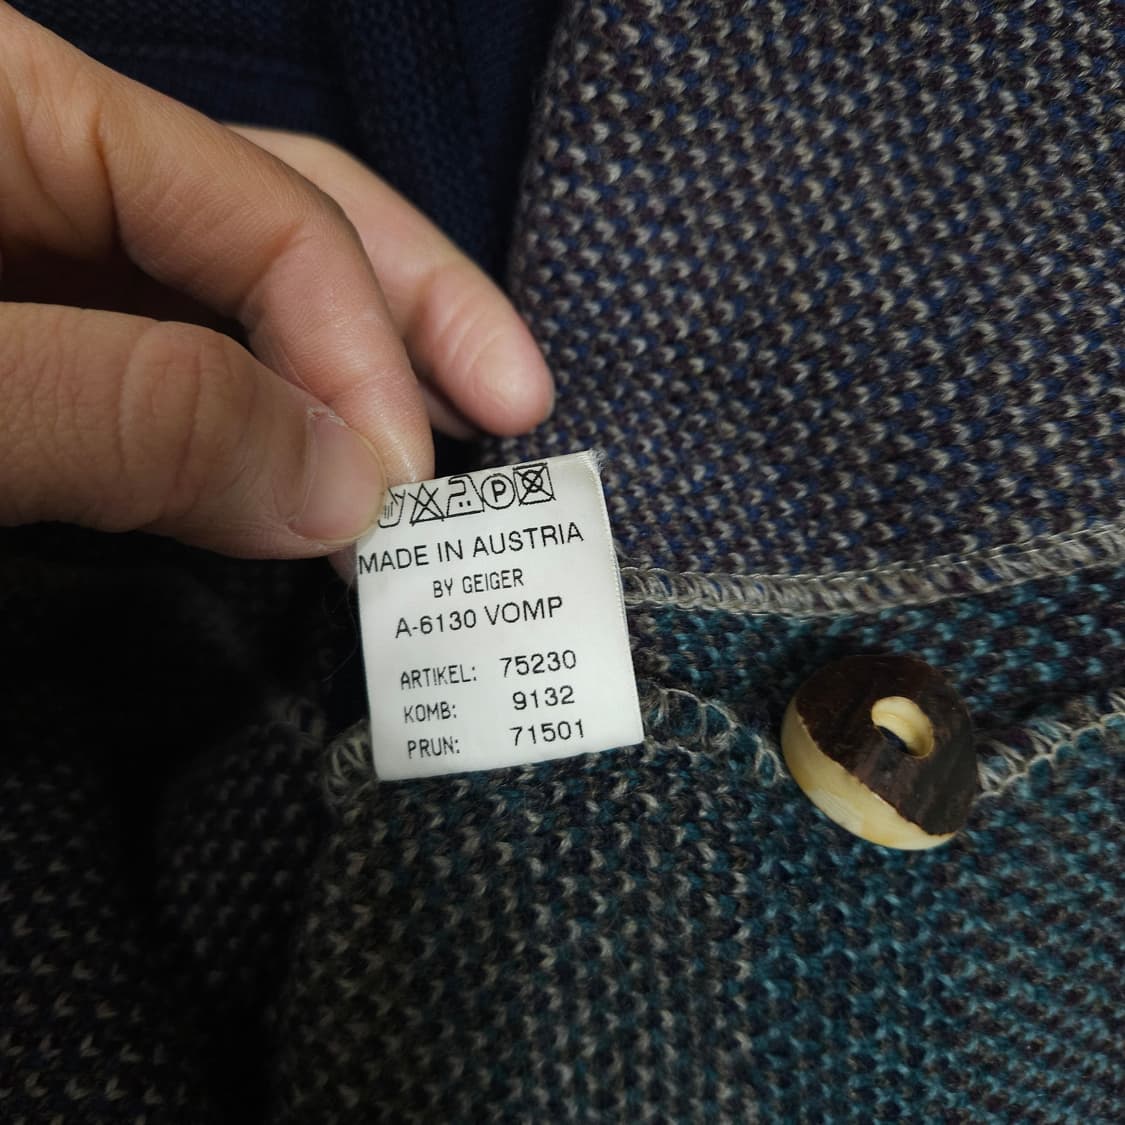 P
MADE IN AUSTRIA
BY GEIGER
A-6130 VOMP
ARTIKEL: 75230
KOMB: 9132
PRUN: 71501